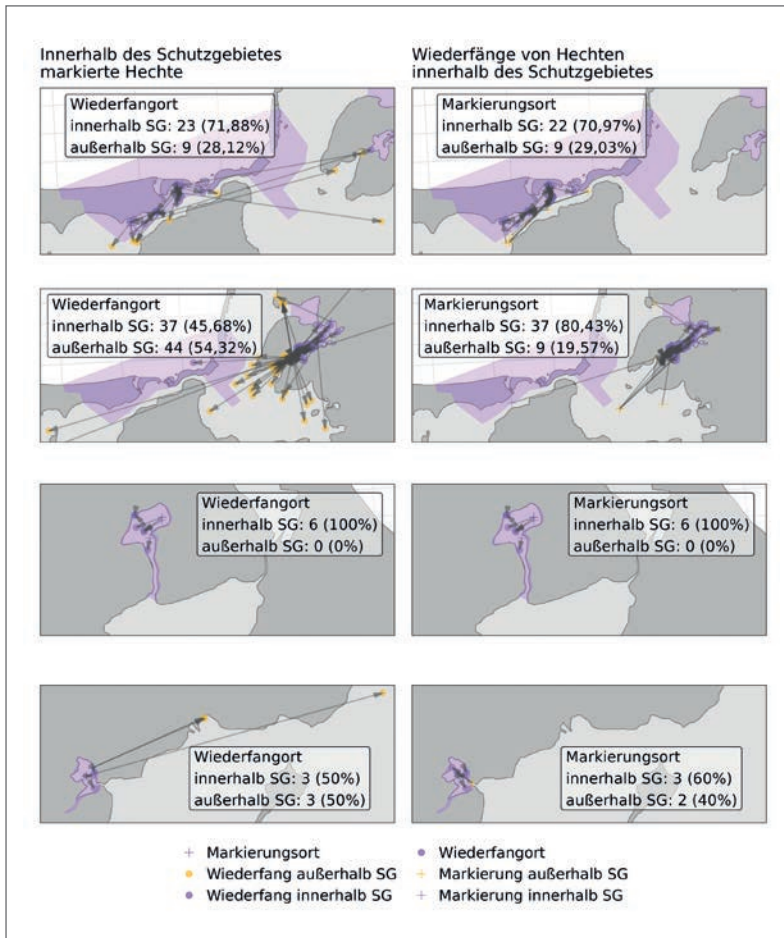 Innerhalb des Schutzgebietes
markierte Hechte
Wiederfänge von Hechten
innerhalb des Schutzgebietes
Wiederfangort
innerhalb SG: 23 (71,88%)
außerhalb SG: 9 (28,12%)
Markierungsort
innerhalb SG: 22 (70,97%)
außerhalb SG: 9 (29,03%)
Wiederfangort
innerhalb SG: 37 (45,68%)
außerhalb SG: 44 (54,32%)
Markierungsort
innerhalb SG: 37 (80,43%)
außerhalb SG: 9 (19,57%)
Wiederfangort
innerhalb SG: 6 (100%)
außerhalb SG: 0 (0%)
Markierungsort
innerhalb SG: 6 (100%)
außerhalb SG: 0 (0%)
Wiederfangort
innerhalb SG: 3 (50%)
außerhalb SG: 3 (50%)
Markierungsort
innerhalb SG: 3 (60%)
außerhalb SG: 2 (40%)
Markierungsort
Wiederfang außerhalb SG
Wiederfang innerhalb SG
Wiederfangort
Markierung außerhalb SG
Markierung innerhalb SG